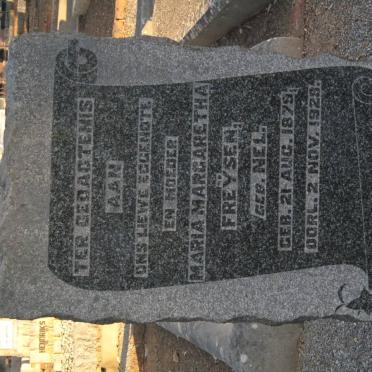 TER GEDAGTENIS
AAN
ONS LIEWE EGGENOTE
EN MOEDER
MARIA MARGARETHA
FREYSEN,
GEB. NEL.
GEB. 21 AUG. 1875.
OORL. 2 NOV. 1928.